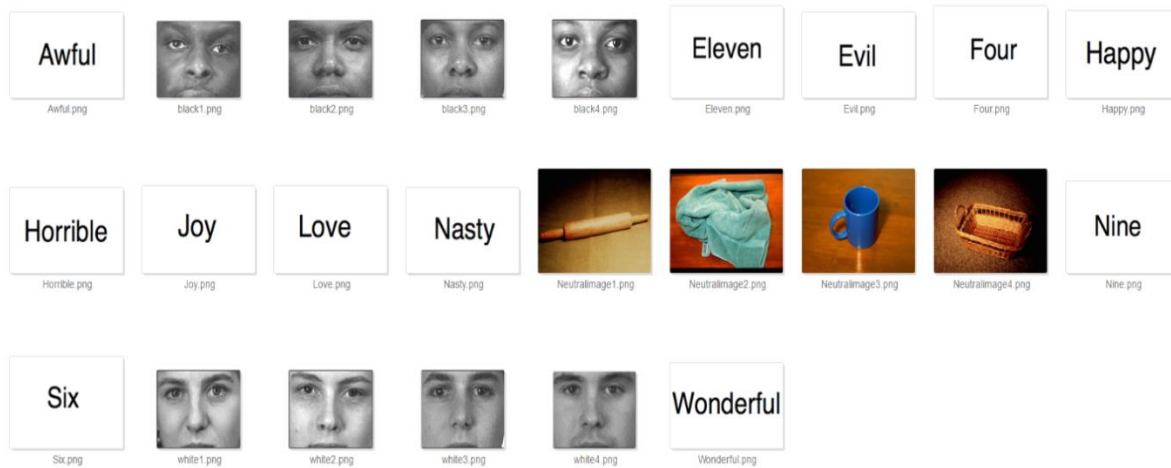 Awful
Eleven
Evil
Four
Happy
Awful.png
black1.png
black2.png
black3.png
black4.png
Eleven.png
Evil.png
Four.png
Happy.png
Horrible
Joy
Love
Nasty
Nine
Horrible.png
Joy.png
Love.png
Nasty.png
NeutralImage1.png
NeutralImage2.png
NeutralImage3.png
NeutralImage4.png
Nine.png
Six
Wonderful
Six.png
white1.png
white2.png
white3.png
white4.png
Wonderful.png